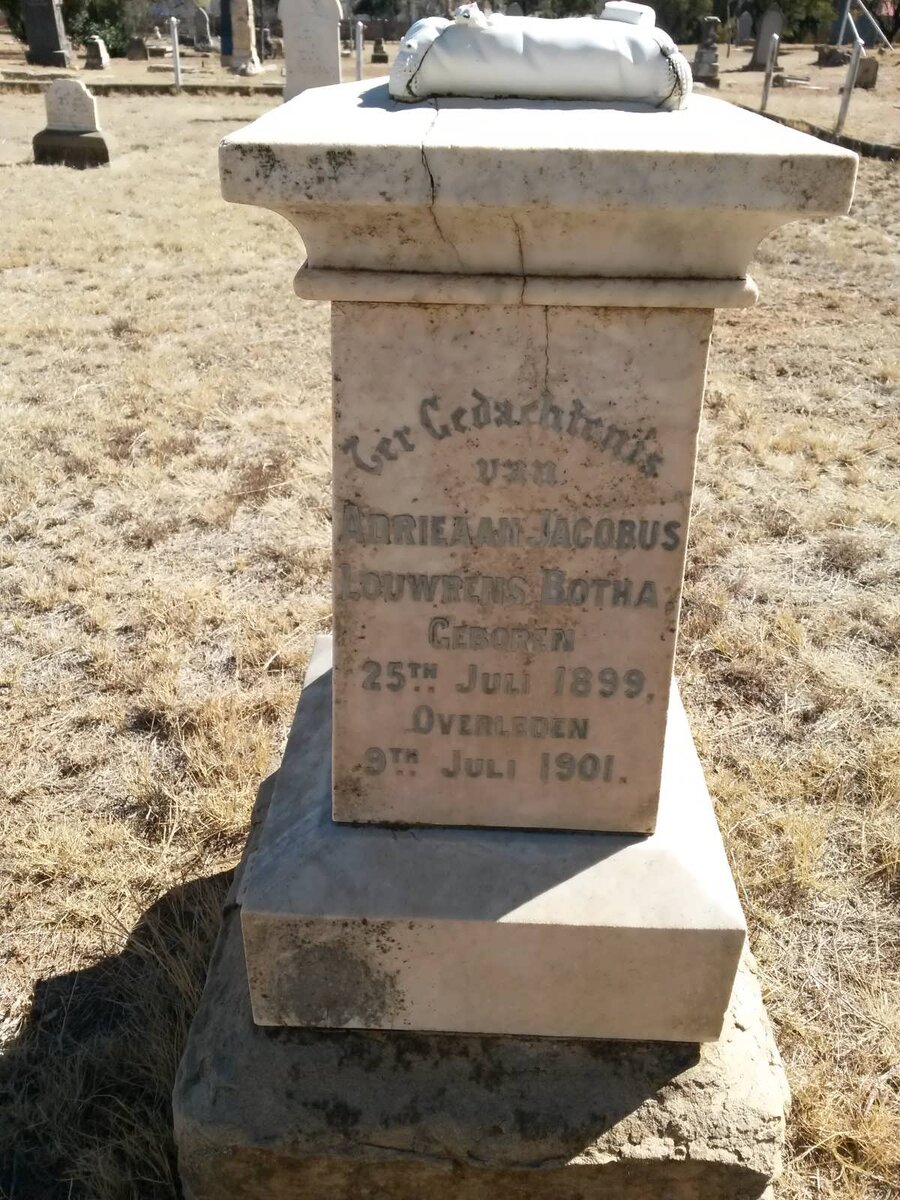 Ter Gedachtenis
van
ADRIEAAN JACOBUS
LOUWRENS BOTHA
GEBOREN
25TH JULI 1899.
OVERLEDEN
9TH JULI 1901.